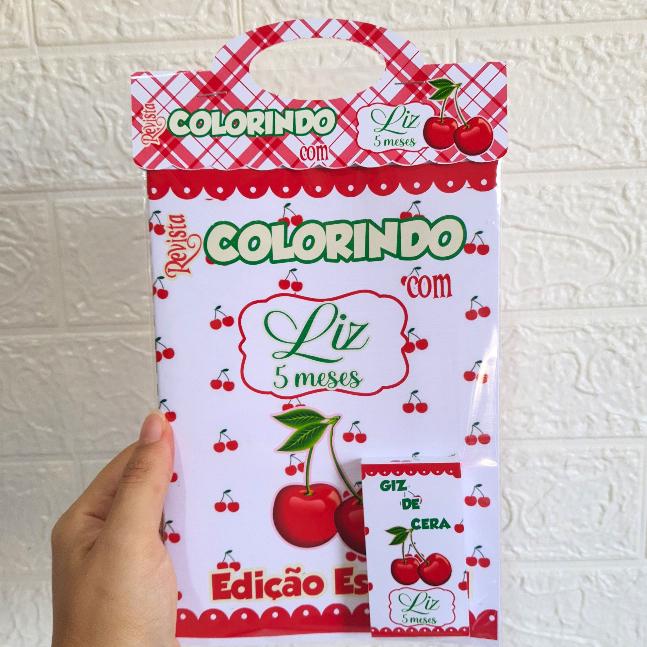 Revista COLORINDO
com
Liz
5 meses
Revista COLORINDO
com
Liz
5 meses
Edição Es
GIZ
DE
CERA
Liz
5 meses